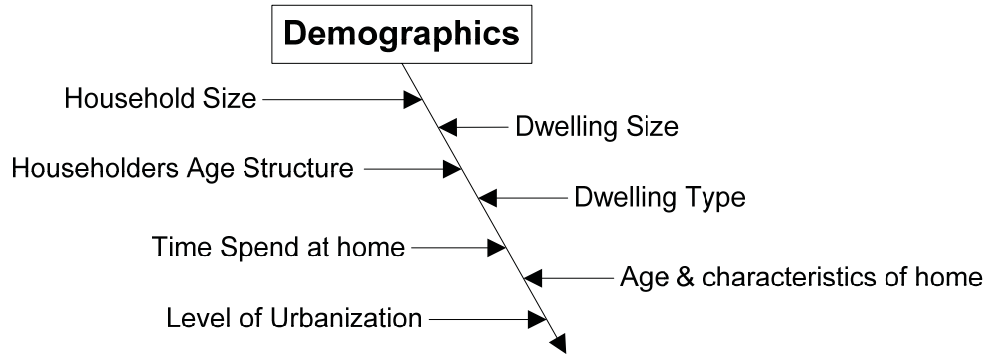 Demographics
Household Size
Dwelling Size
Householders Age Structure
Dwelling Type
Time Spend at home
Age & characteristics of home
Level of Urbanization